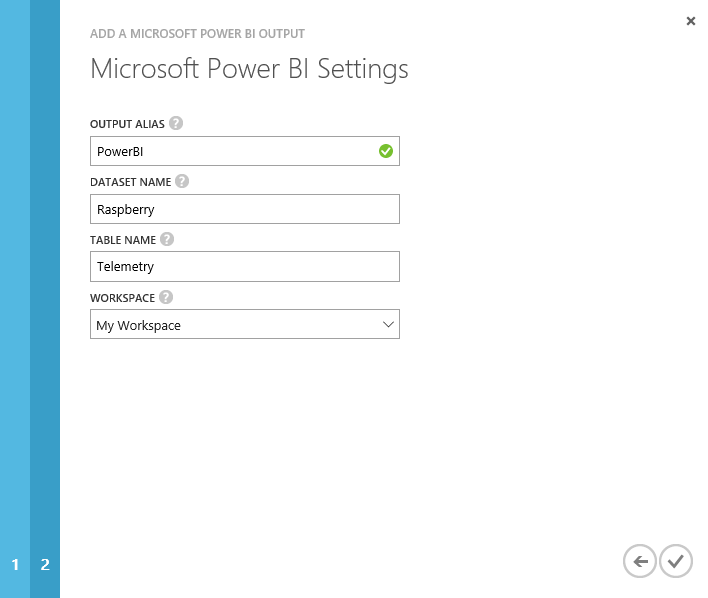 ADD A MICROSOFT POWER BI OUTPUT
Microsoft Power BI Settings
OUTPUT ALIAS ?
PowerBI
DATASET NAME ?
Raspberry
TABLE NAME ?
Telemetry
WORKSPACE ?
My Workspace
1 2